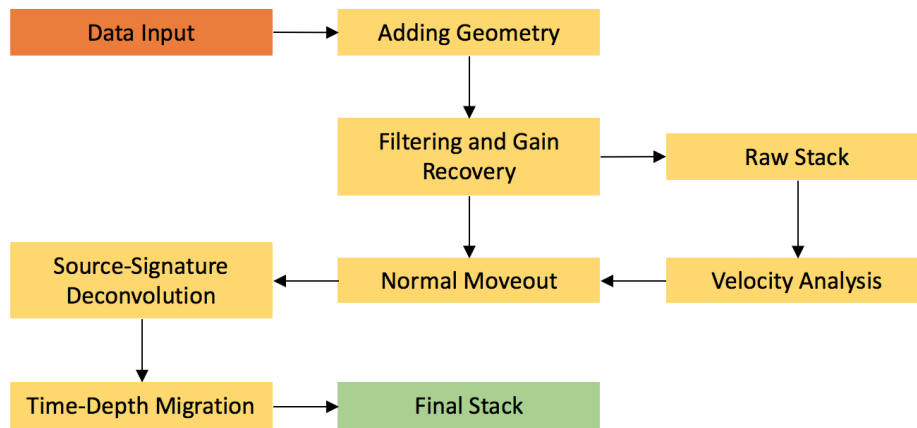 Data Input
Adding Geometry
Filtering and Gain
Recovery
Raw Stack
Source-Signature
Deconvolution
Normal Moveout
Velocity Analysis
Time-Depth Migration
Final Stack